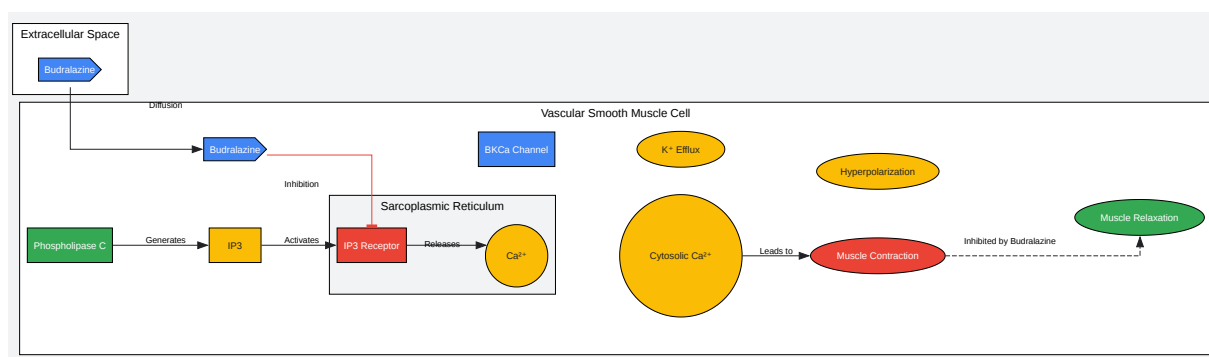 Extracellular Space
Budralazine
Diffusion
Vascular Smooth Muscle Cell
Budralazine
BKCa Channel
K⁺ Efflux
Hyperpolarization
Inhibition
Sarcoplasmic Reticulum
Muscle Relaxation
Phospholipase C
Generates
IP3
Activates
IP3 Receptor
Releases
Ca²⁺
Cytosolic Ca²⁺
Leads to
Muscle Contraction
Inhibited by Budralazine